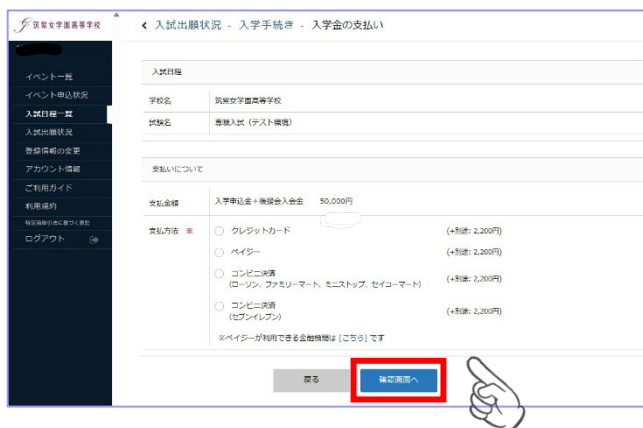 筑紫女学園高等学校
入試出願状況 - 入学手続き - 入学金の支払い
イベント一覧
イベント申込状況
入試日程一覧
入試出願状況
登録情報の変更
アカウント情報
ご利用ガイド
利用規約
特定商取引法に基づく表記
ログアウト
入試日程
学校名 筑紫女学園高等学校
試験名 専願入試(テスト環境)
支払いについて
支払金額 入学申込金+後援会入会金 50,000円
支払方法 ※ クレジットカード (+別途: 2,200円)
ペイジー (+別途: 2,200円)
コンビニ決済
(ローソン、ファミリーマート、ミニストップ、セイコーマート) (+別途: 2,200円)
コンビニ決済
(セブンイレブン) (+別途: 2,200円)
※ペイジーが利用できる金融機関は [こちら] です
戻る 確認画面へ